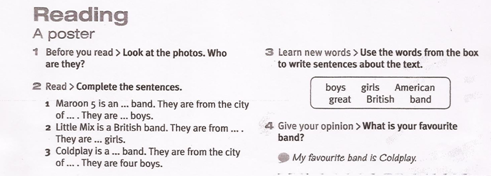 Reading
A poster
1 Before you read > Look at the photos. Who
are they?
2 Read > Complete the sentences.
1 Maroon 5 is an ... band. They are from the city
of ... . They are ... boys.
2 Little Mix is a British band. They are from ... .
They are ... girls.
3 Coldplay is a ... band. They are from the city
of ... . They are four boys.
3 Learn new words > Use the words from the box
to write sentences about the text.
boys girls American
great British band
4 Give your opinion > What is your favourite
band?
My favourite band is Coldplay.